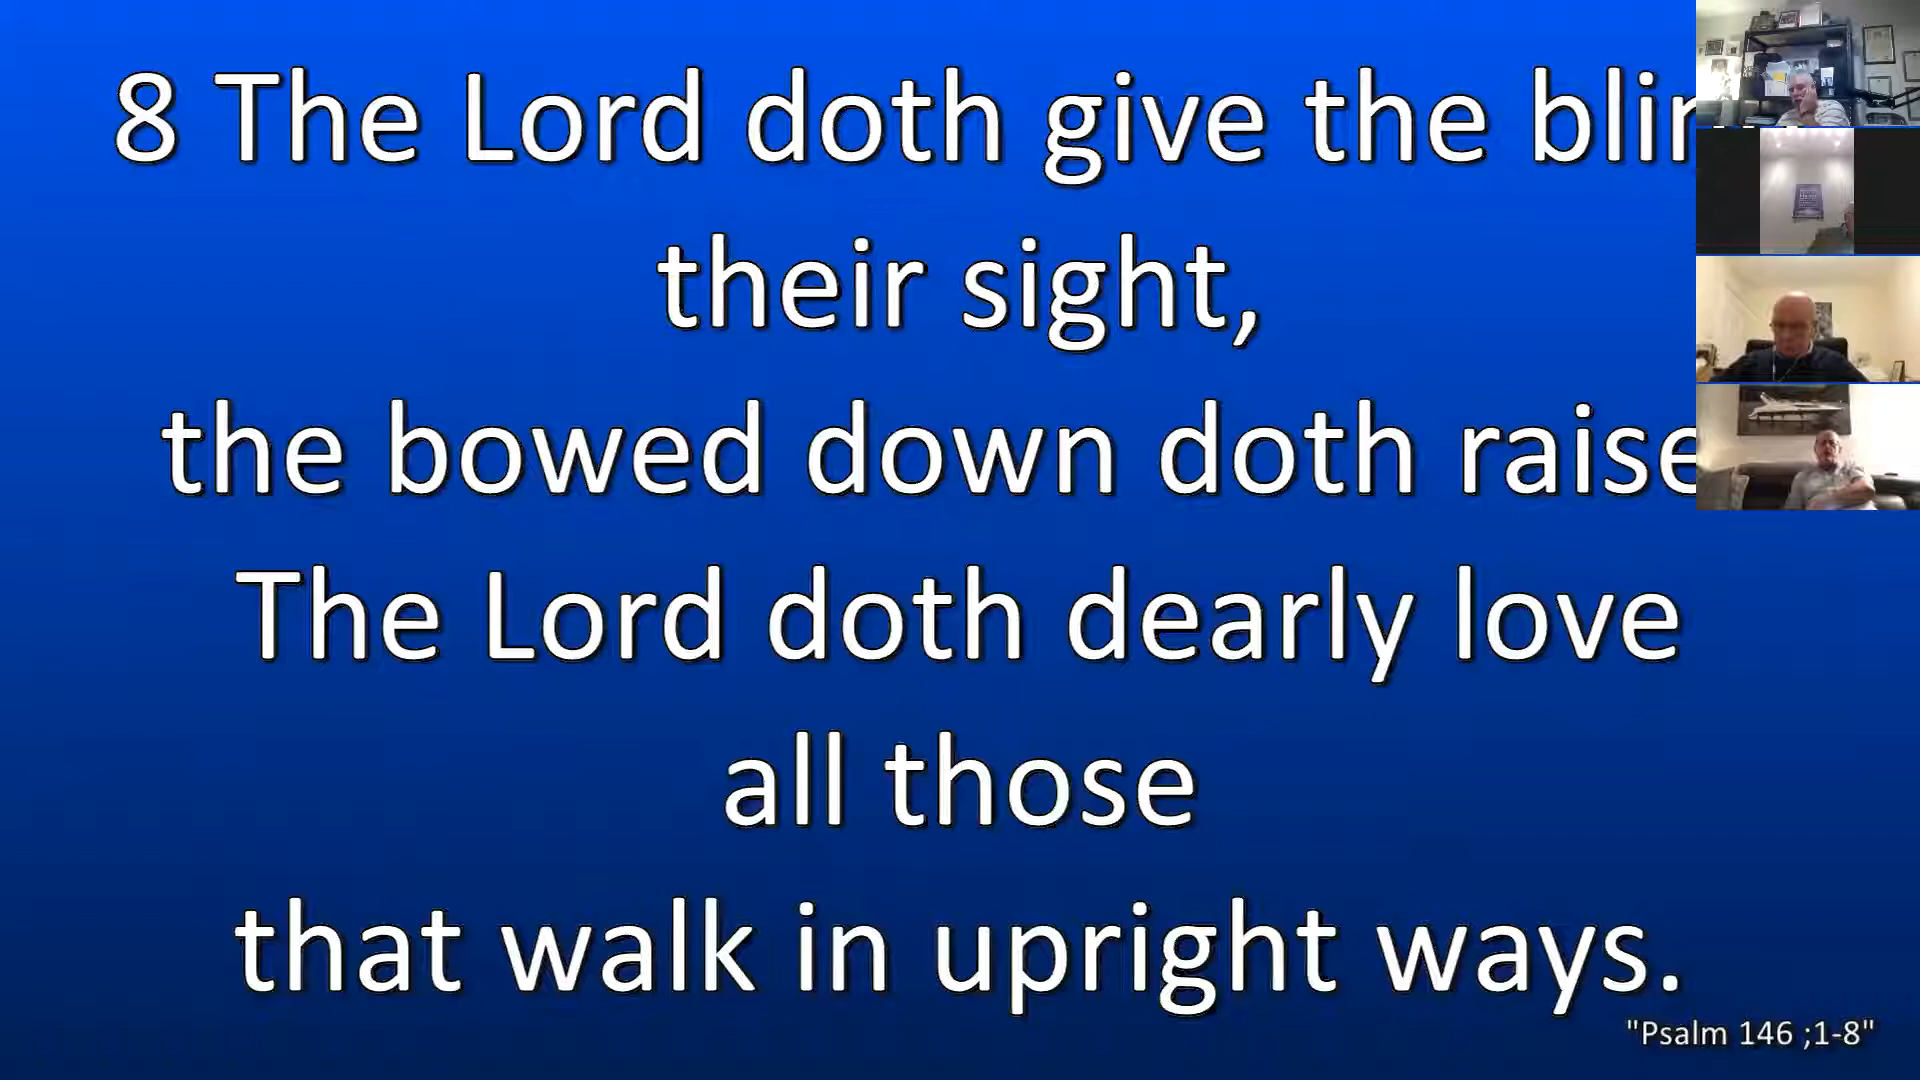 8 The Lord doth give the
their sight,
the bowed down doth raise
The Lord doth dearly love
all those
that walk in upright ways.
"Psalm 146 ;1-8"